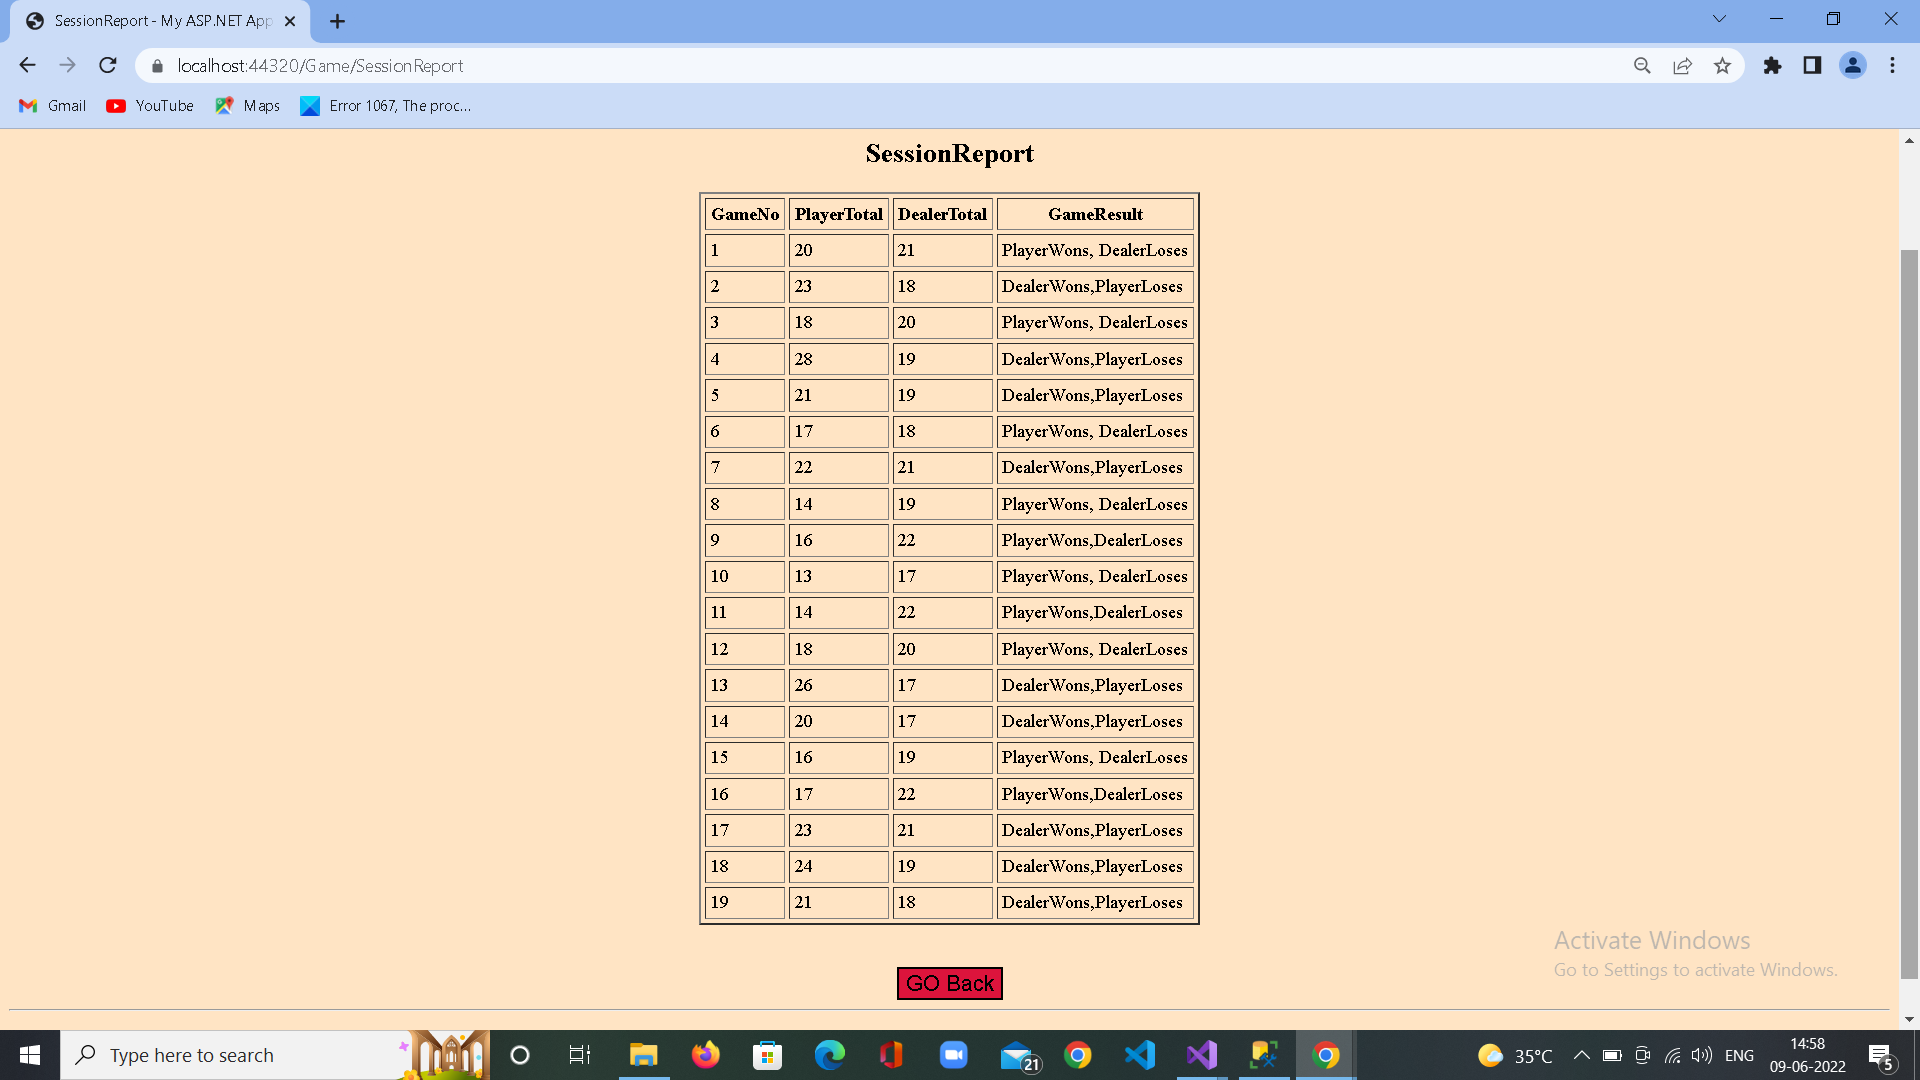 SessionReport - My ASP.NET App
localhost:44320/Game/SessionReport
Gmail YouTube Maps Error 1067, The proc...
SessionReport
GameNo PlayerTotal DealerTotal GameResult
1 20 21 PlayerWons, DealerLoses
2 23 18 DealerWons,PlayerLoses
3 18 20 PlayerWons, DealerLoses
4 28 19 DealerWons,PlayerLoses
5 21 19 DealerWons,PlayerLoses
6 17 18 PlayerWons, DealerLoses
7 22 21 DealerWons,PlayerLoses
8 14 19 PlayerWons, DealerLoses
9 16 22 PlayerWons,DealerLoses
10 13 17 PlayerWons, DealerLoses
11 14 22 PlayerWons,DealerLoses
12 18 20 PlayerWons, DealerLoses
13 26 17 DealerWons,PlayerLoses
14 20 17 DealerWons,PlayerLoses
15 16 19 PlayerWons, DealerLoses
16 17 22 PlayerWons,DealerLoses
17 23 21 DealerWons,PlayerLoses
18 24 19 DealerWons,PlayerLoses
19 21 18 DealerWons,PlayerLoses
Activate Windows
Go to Settings to activate Windows.
GO Back
Type here to search
21
35°C
ENG
14:58
09-06-2022
5